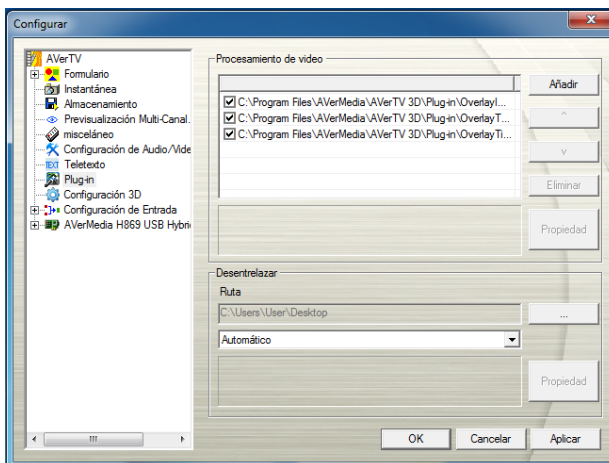 Configurar
AVerTV
Formulario
Instantánea
Almacenamiento
Previsualización Multi-Canal.
misceláneo
Configuración de Audio/Vide
TEXT Teletexto
Plug-in
Configuración 3D
Configuración de Entrada
AVerMedia H869 USB Hybri
Procesamiento de video
C:\Program Files\AVerMedia\AVerTV 3D\Plug-in\OverlayI...
C:\Program Files\AVerMedia\AVerTV 3D\Plug-in\OverlayT...
C:\Program Files\AVerMedia\AVerTV 3D\Plug-in\OverlayTi...
Añadir
^
v
Eliminar
Propiedad
Desentrelazar
Ruta
C:\Users\User\Desktop
...
Automático
Propiedad
OK
Cancelar
Aplicar